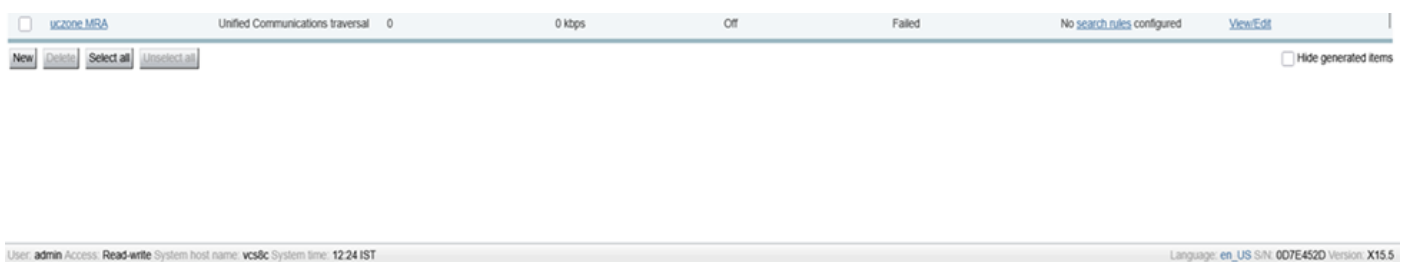 uczone MRA Unified Communications traversal 0 0 kbps Off Failed No search rules configured View/Edit
New Delete Select all Unselect all Hide generated items
User: admin Access: Read-write System host name: vcs8c System time: 12:24 IST Language: en_US S/N: 0D7E452D Version: X15.5